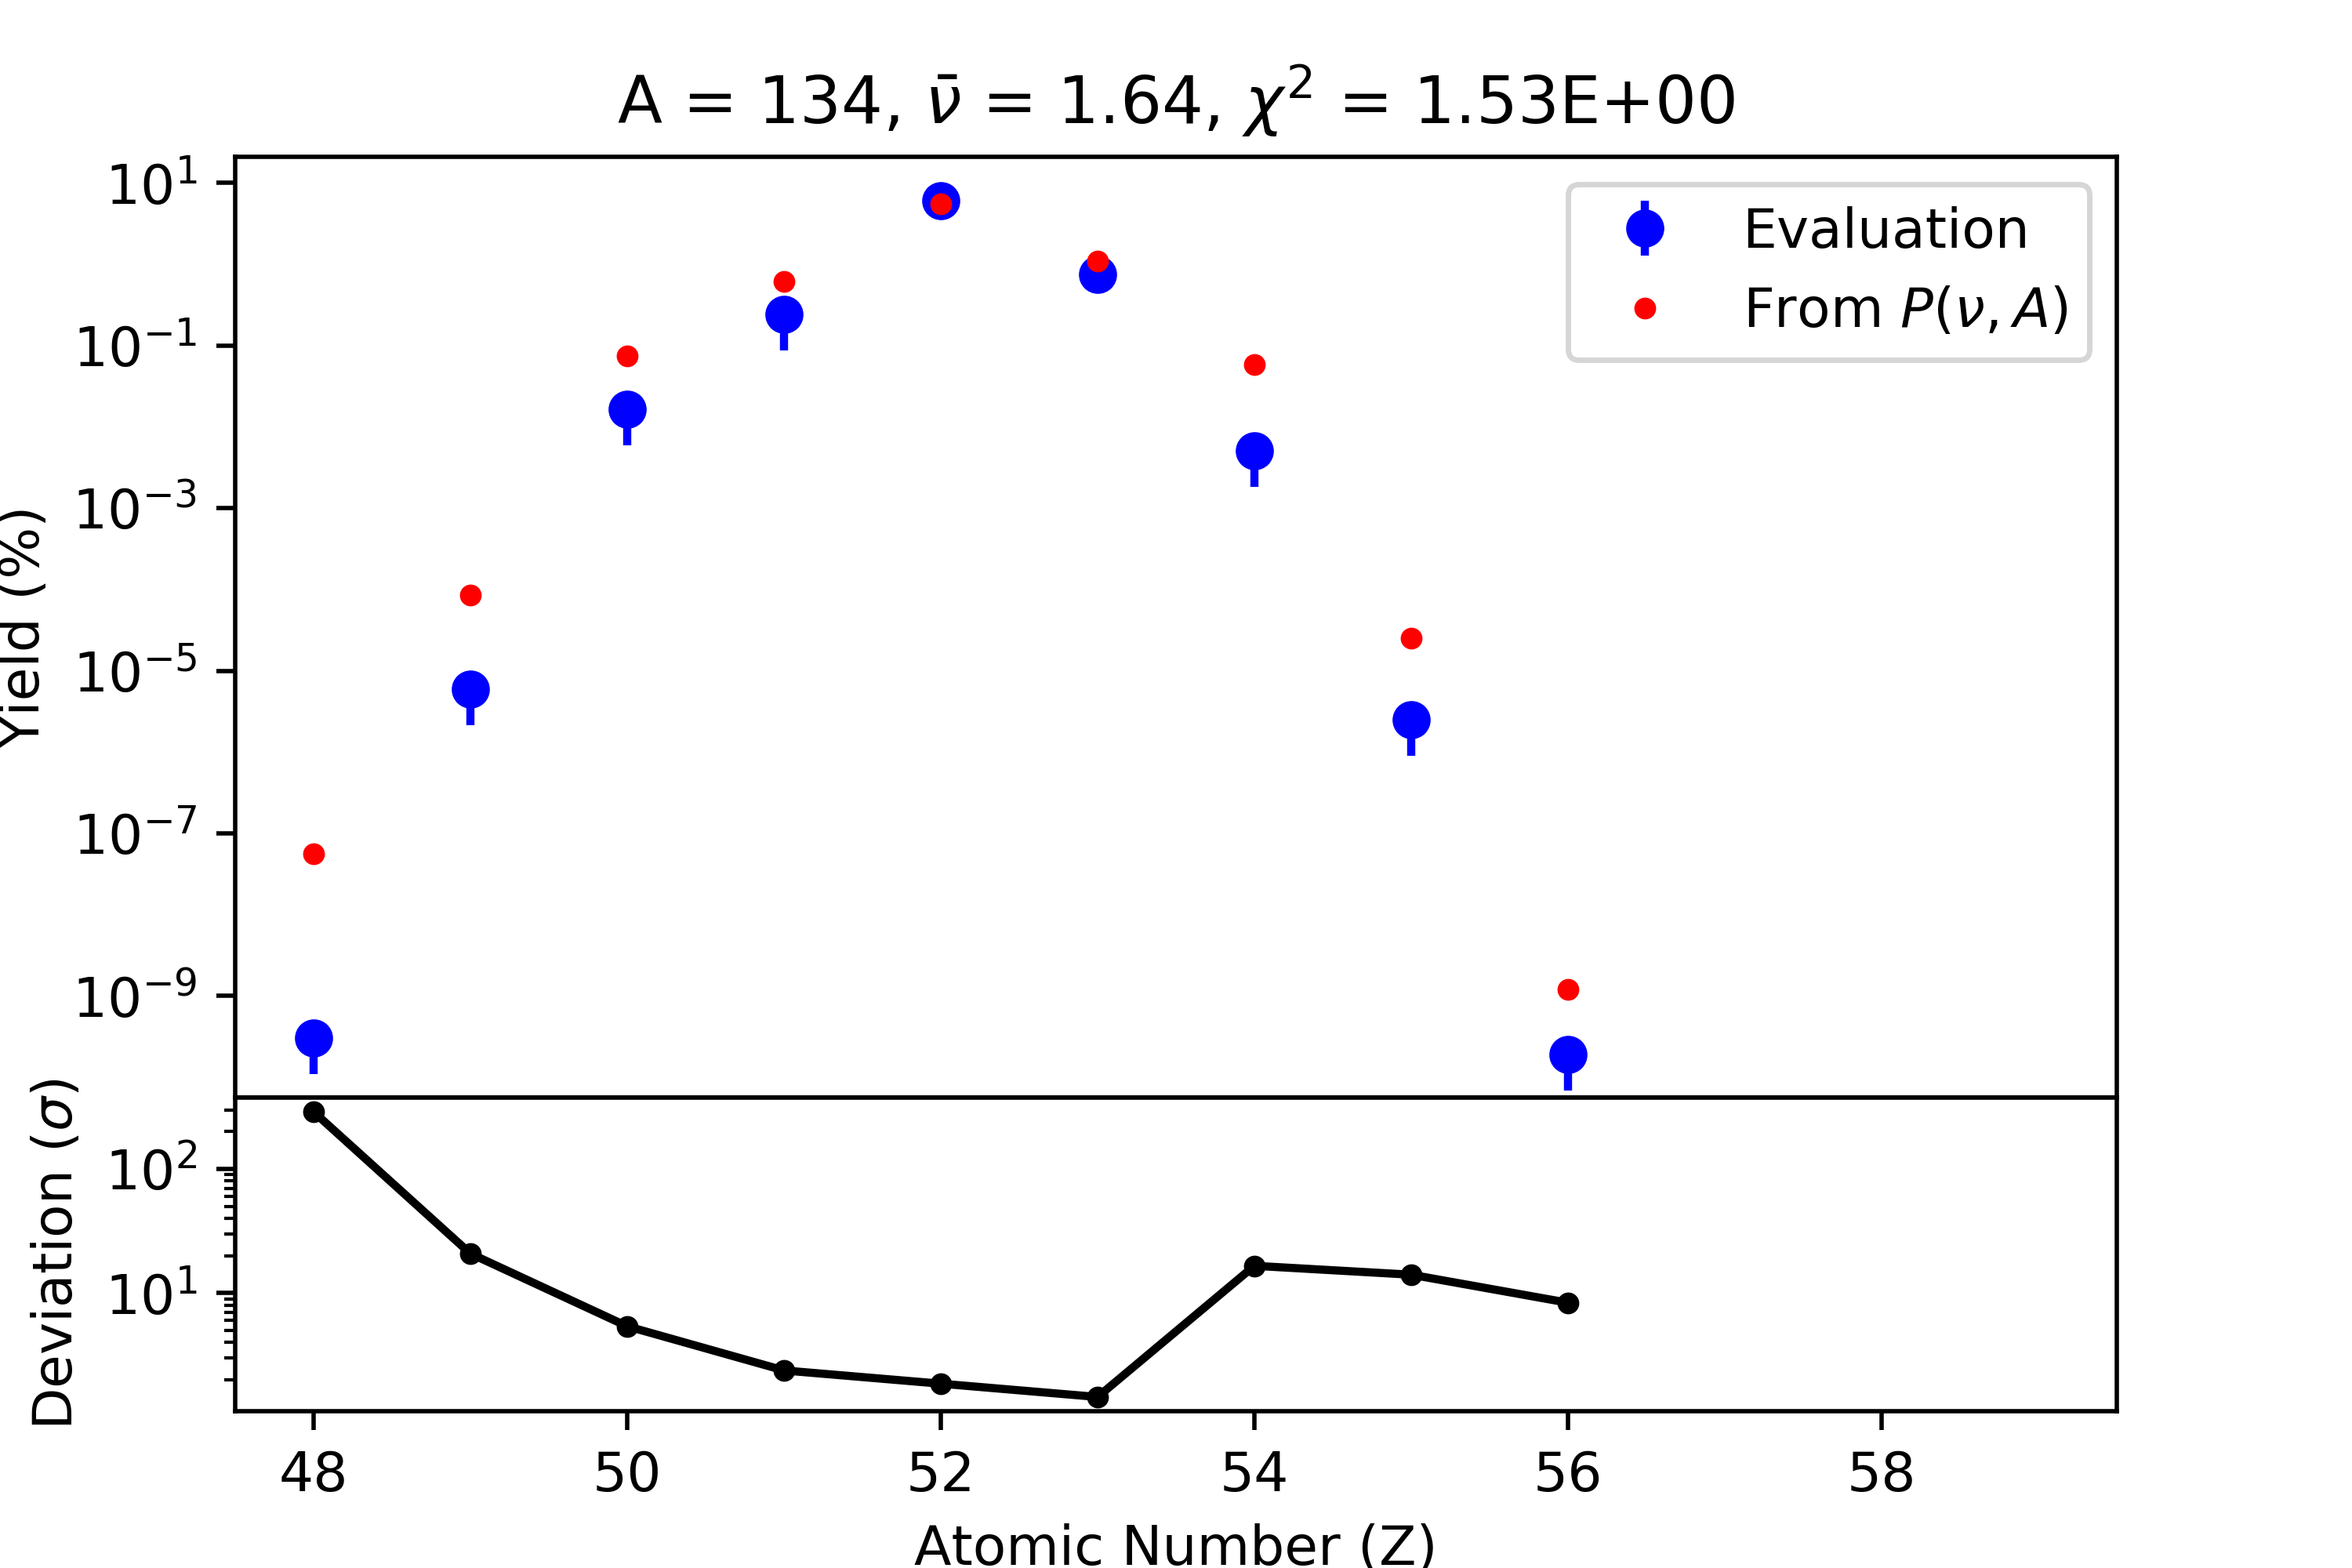 A = 134, ν̄ = 1.64, χ² = 1.53E+00
Yield (%)
10¹
10⁻¹
10⁻³
10⁻⁵
10⁻⁷
10⁻⁹
Evaluation
From P(ν, A)
Deviation (σ)
10²
10¹
48 50 52 54 56 58
Atomic Number (Z)